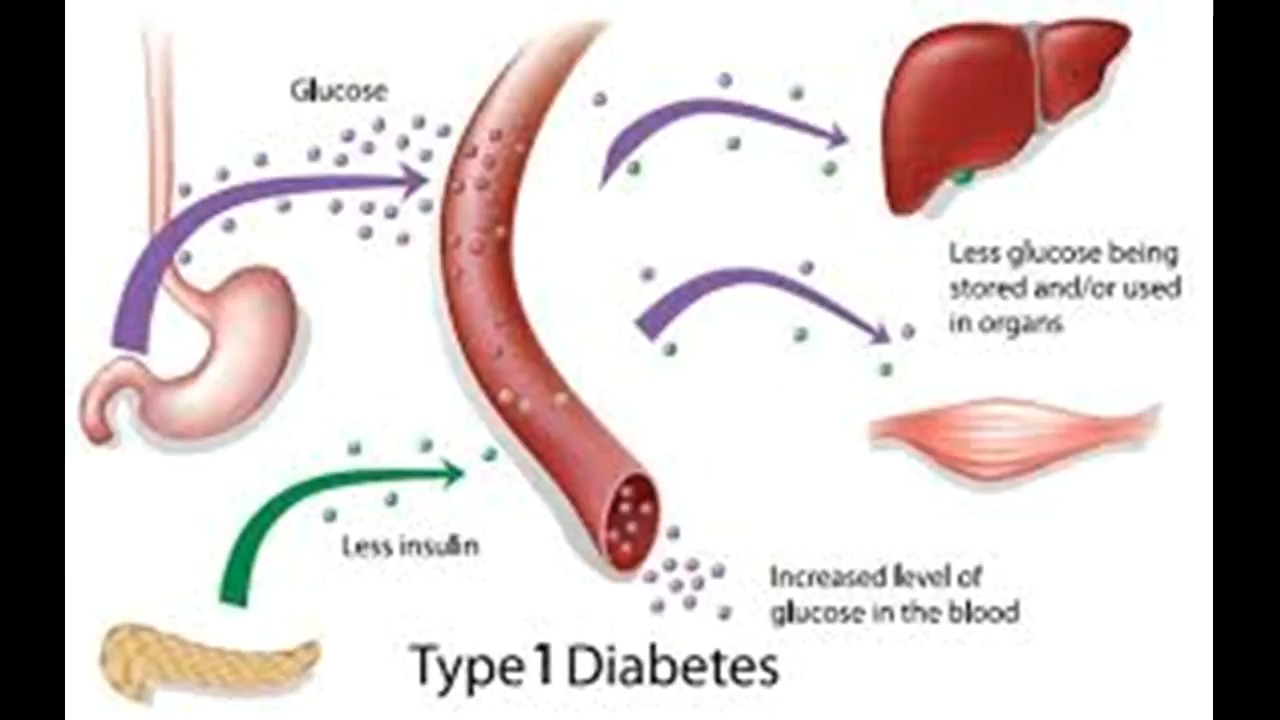 Glucose
Less glucose being
stored and/or used
in organs
Less insulin
Increased level of
glucose in the blood
Type 1 Diabetes